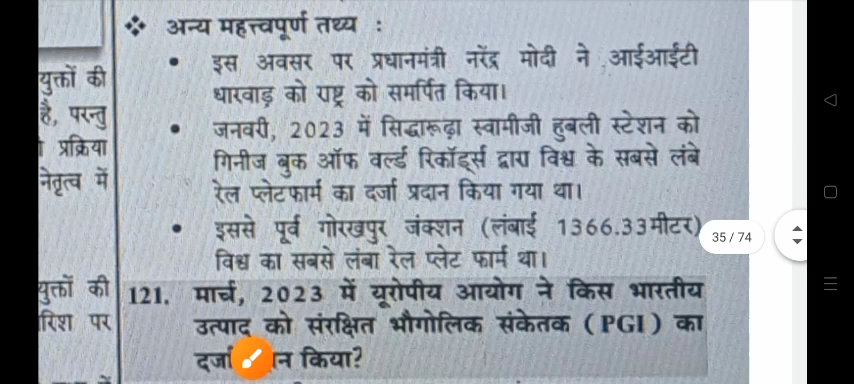 ❖ अन्य महत्त्वपूर्ण तथ्य :
• इस अवसर पर प्रधानमंत्री नरेंद्र मोदी ने आईआईटी
धारवाड़ को राष्ट्र को समर्पित किया।
• जनवरी, 2023 में सिद्धारूढ़ा स्वामीजी हुबली स्टेशन को
गिनीज बुक ऑफ वर्ल्ड रिकॉर्ड्स द्वारा विश्व के सबसे लंबे
रेल प्लेटफार्म का दर्जा प्रदान किया गया था।
• इससे पूर्व गोरखपुर जंक्शन (लंबाई 1366.33मीटर)
विश्व का सबसे लंबा रेल प्लेट फार्म था।
121. मार्च, 2023 में यूरोपीय आयोग ने किस भारतीय
उत्पाद को संरक्षित भौगोलिक संकेतक (PGI) का
किया?
युक्तों की
है, परन्तु
प्रक्रिया
नेतृत्व में
युक्तों की
रिश पर
35 / 74